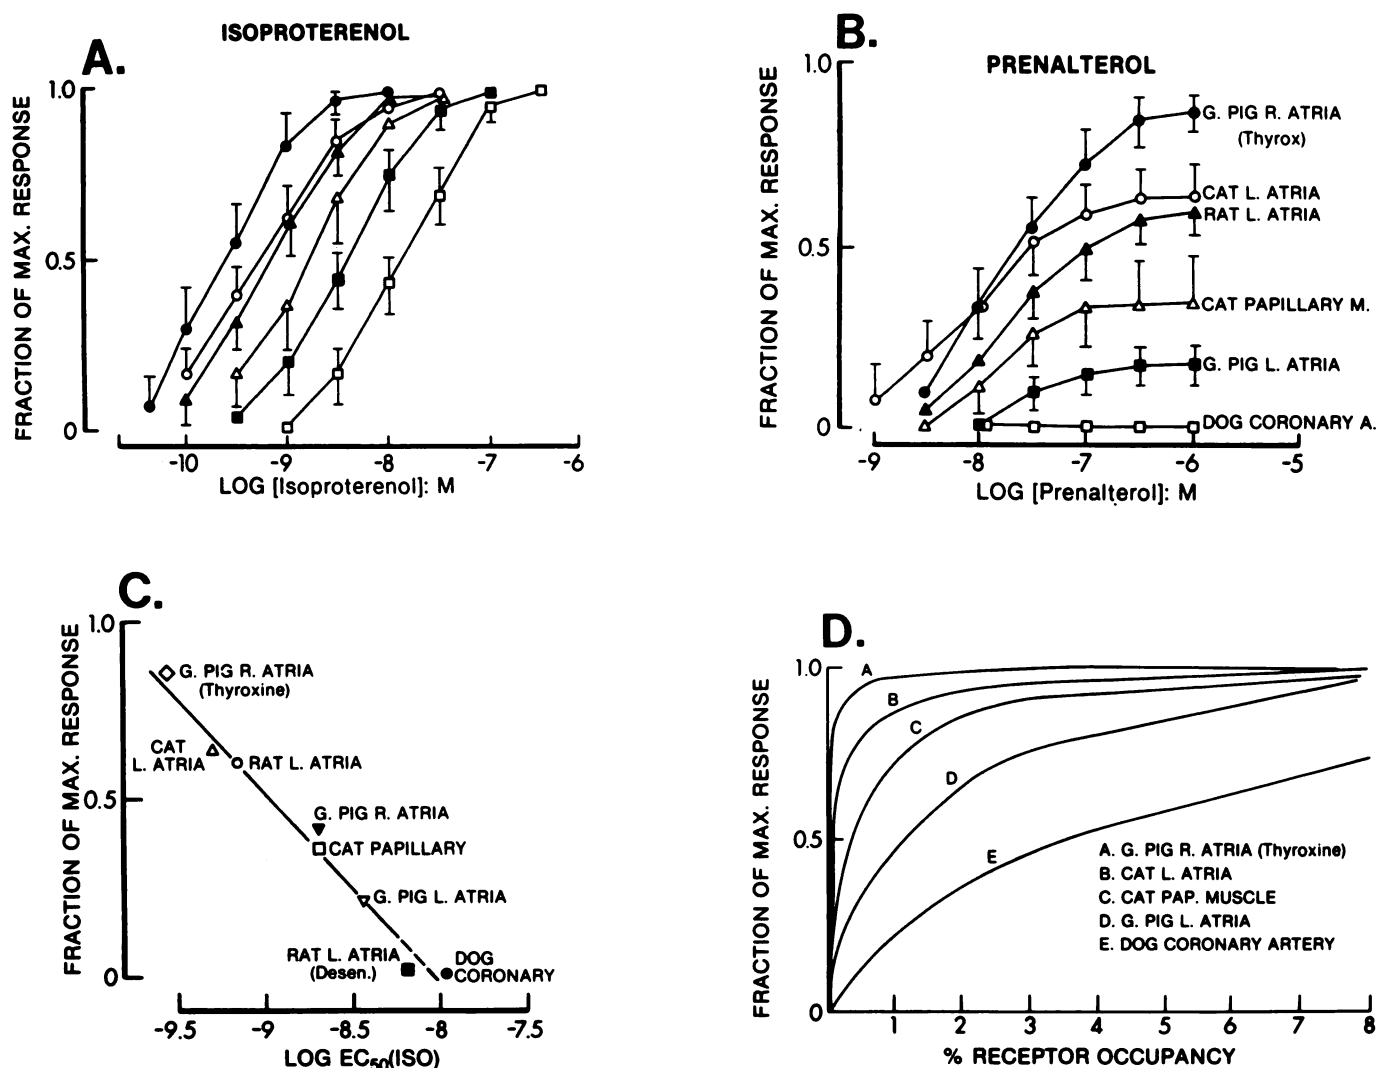 A.
ISOPROTERENOL
FRACTION OF MAX. RESPONSE
1.0
0.5
0
-10
-9
-8
-7
-6
LOG [Isoproterenol]: M
B.
PRENALTEROL
FRACTION OF MAX. RESPONSE
1.0
0.5
0
G. PIG R. ATRIA
(Thyrox)
CAT L. ATRIA
RAT L. ATRIA
CAT PAPILLARY M.
G. PIG L. ATRIA
DOG CORONARY A.
-9
-8
-7
-6
-5
LOG [Prenalterol]: M
C.
FRACTION OF MAX. RESPONSE
1.0
0.5
0
G. PIG R. ATRIA
(Thyroxine)
CAT
L. ATRIA
RAT L. ATRIA
G. PIG R. ATRIA
CAT PAPILLARY
G. PIG L. ATRIA
RAT L. ATRIA
(Desen.)
DOG
CORONARY
-9.5
-9
-8.5
-8
-7.5
LOG EC50(ISO)
D.
FRACTION OF MAX. RESPONSE
1.0
0.5
0
A
B
C
D
E
A. G. PIG R. ATRIA (Thyroxine)
B. CAT L. ATRIA
C. CAT PAP. MUSCLE
D. G. PIG L. ATRIA
E. DOG CORONARY ARTERY
1
2
3
4
5
6
7
8
% RECEPTOR OCCUPANCY